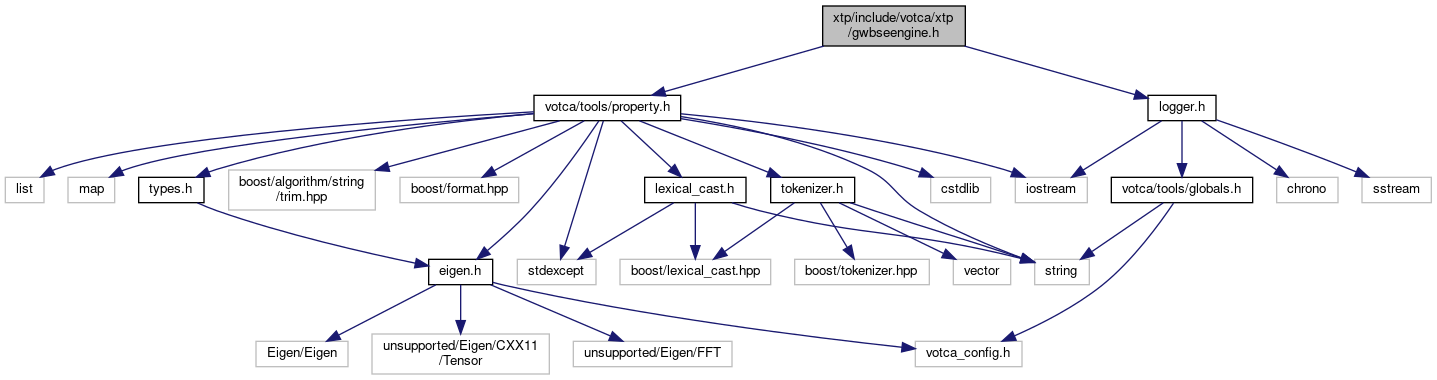 xtp/include/votca/xtp
/gwbseengine.h
votca/tools/property.h
logger.h
list
map
types.h
boost/algorithm/string
/trim.hpp
boost/format.hpp
lexical_cast.h
tokenizer.h
cstdlib
iostream
votca/tools/globals.h
chrono
sstream
eigen.h
stdexcept
boost/lexical_cast.hpp
boost/tokenizer.hpp
vector
string
Eigen/Eigen
unsupported/Eigen/CXX11
/Tensor
unsupported/Eigen/FFT
votca_config.h